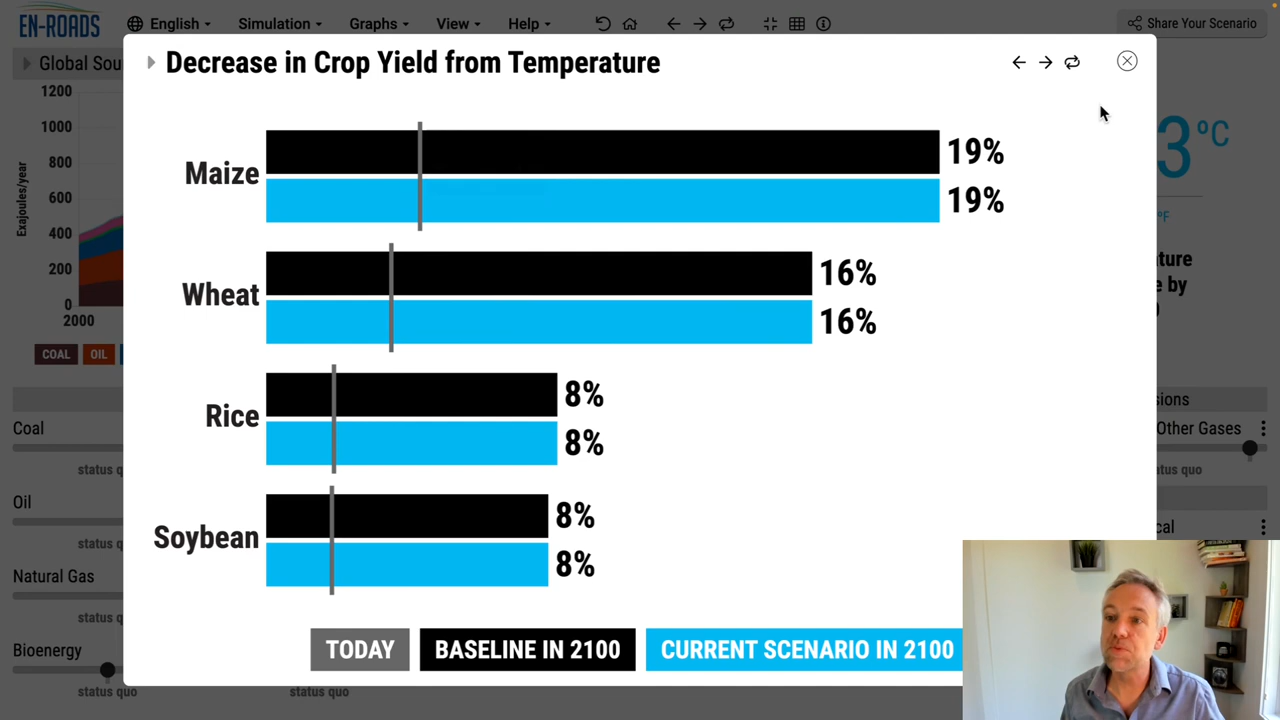 EN-ROADS
English
Simulation
Graphs
View
Help
Share Your Scenario
Global Sou
Decrease in Crop Yield from Temperature
1200
1000
800
600
400
200
0
2000
Exajoules/year
COAL
OIL
Maize
19%
19%
Wheat
16%
16%
Rice
8%
8%
Soybean
8%
8%
TODAY
BASELINE IN 2100
CURRENT SCENARIO IN 2100
3°C
°F
ature
e by
Coal
status q
Oil
status q
Natural Gas
status q
Bioenergy
status quo
status quo
sions
Other Gases
atus quo
cal